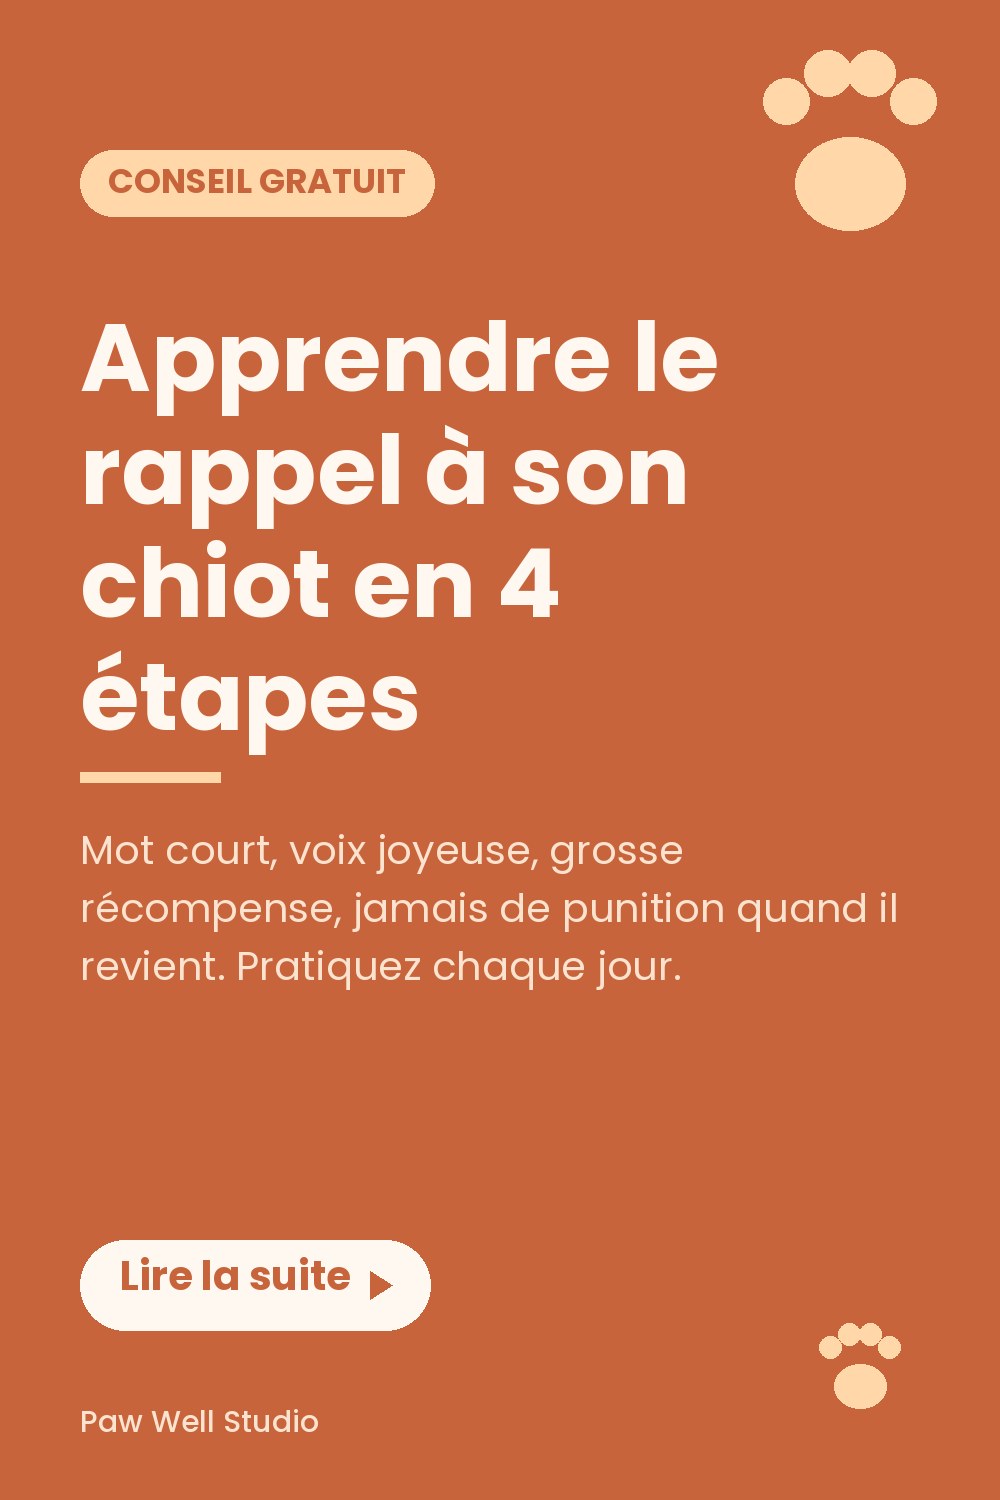 CONSEIL GRATUIT
Apprendre le
rappel à son
chiot en 4
étapes
Mot court, voix joyeuse, grosse
récompense, jamais de punition quand il
revient. Pratiquez chaque jour.
Lire la suite
Paw Well Studio